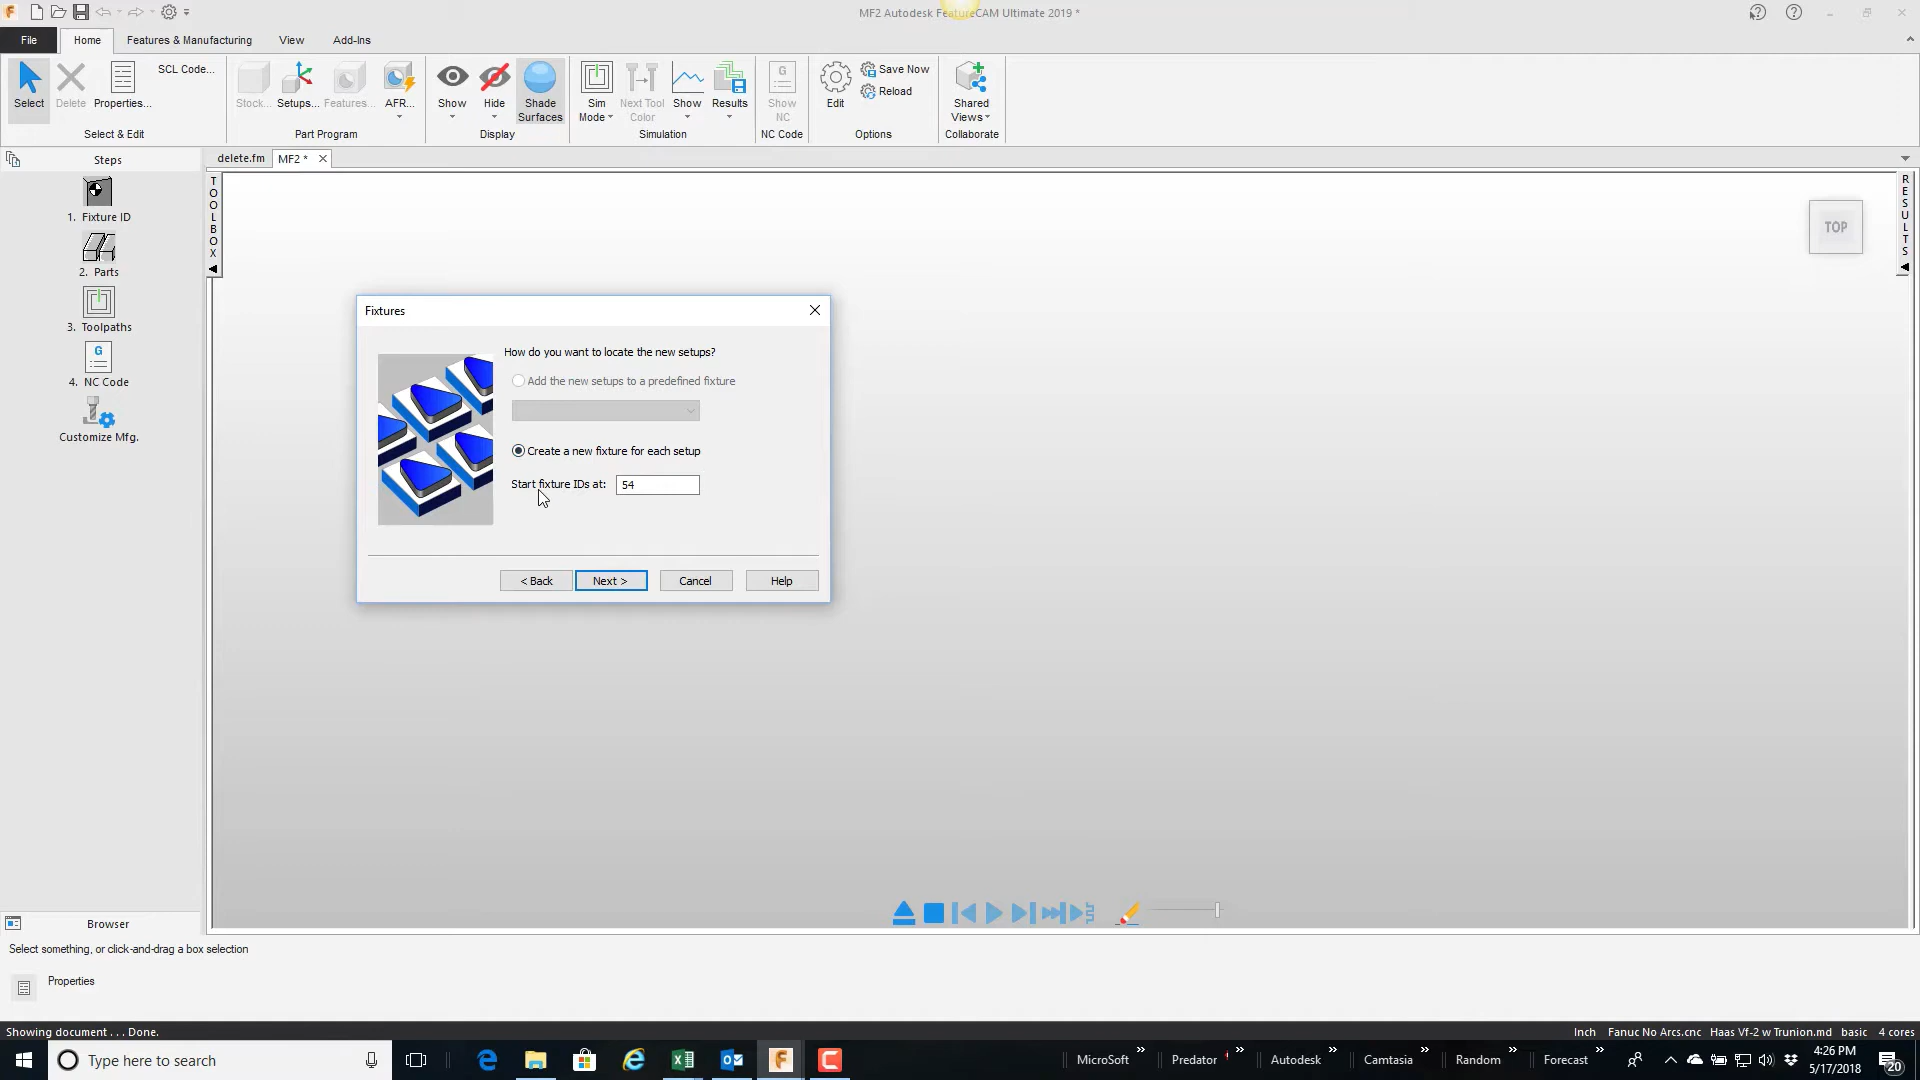 MF2 Autodesk FeatureCAM Ultimate 2019 *
File
Home
Features & Manufacturing
View
Add-Ins
Select
Delete
Properties...
SCL Code...
Select & Edit
Stock...
Setups...
Features...
AFR...
Part Program
Show
Hide
Shade
Surfaces
Display
Sim
Mode
Next Tool
Color
Show
Results
Simulation
G
Show
NC
NC Code
Edit
Save Now
Reload
Options
Shared
Views
Collaborate
Steps
delete.fm
MF2 *
1. Fixture ID
2. Parts
3. Toolpaths
G
4. NC Code
Customize Mfg.
TOOLBOX
RESULTS
TOP
Fixtures
How do you want to locate the new setups?
Add the new setups to a predefined fixture
Create a new fixture for each setup
Start fixture IDs at:
54
< Back
Next >
Cancel
Help
Browser
Select something, or click-and-drag a box selection
Properties
Showing document . . . Done.
Inch
Fanuc No Arcs.cnc
Haas Vf-2 w Trunion.md
basic
4 cores
Type here to search
MicroSoft
Predator
Autodesk
Camtasia
Random
Forecast
4:26 PM
5/17/2018
20